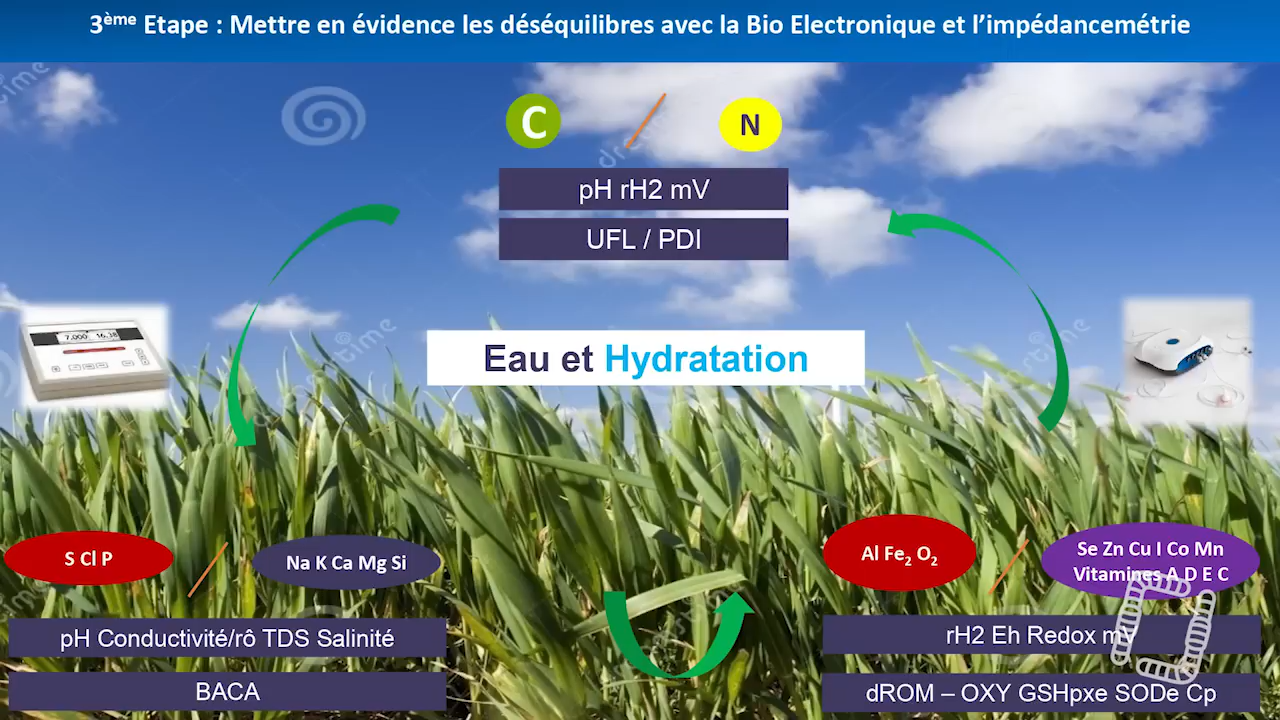 3ème Etape : Mettre en évidence les déséquilibres avec la Bio Electronique et l'impédancemétrie
C
N
pH rH2 mV
UFL / PDI
7.000 16.38
Eau et Hydratation
S Cl P
Na K Ca Mg Si
pH Conductivité/rô TDS Salinité
BACA
Al Fe2 O2
Se Zn Cu I Co Mn
Vitamines A D E C
rH2 Eh Redox mV
dROM – OXY GSHpxe SODe Cp